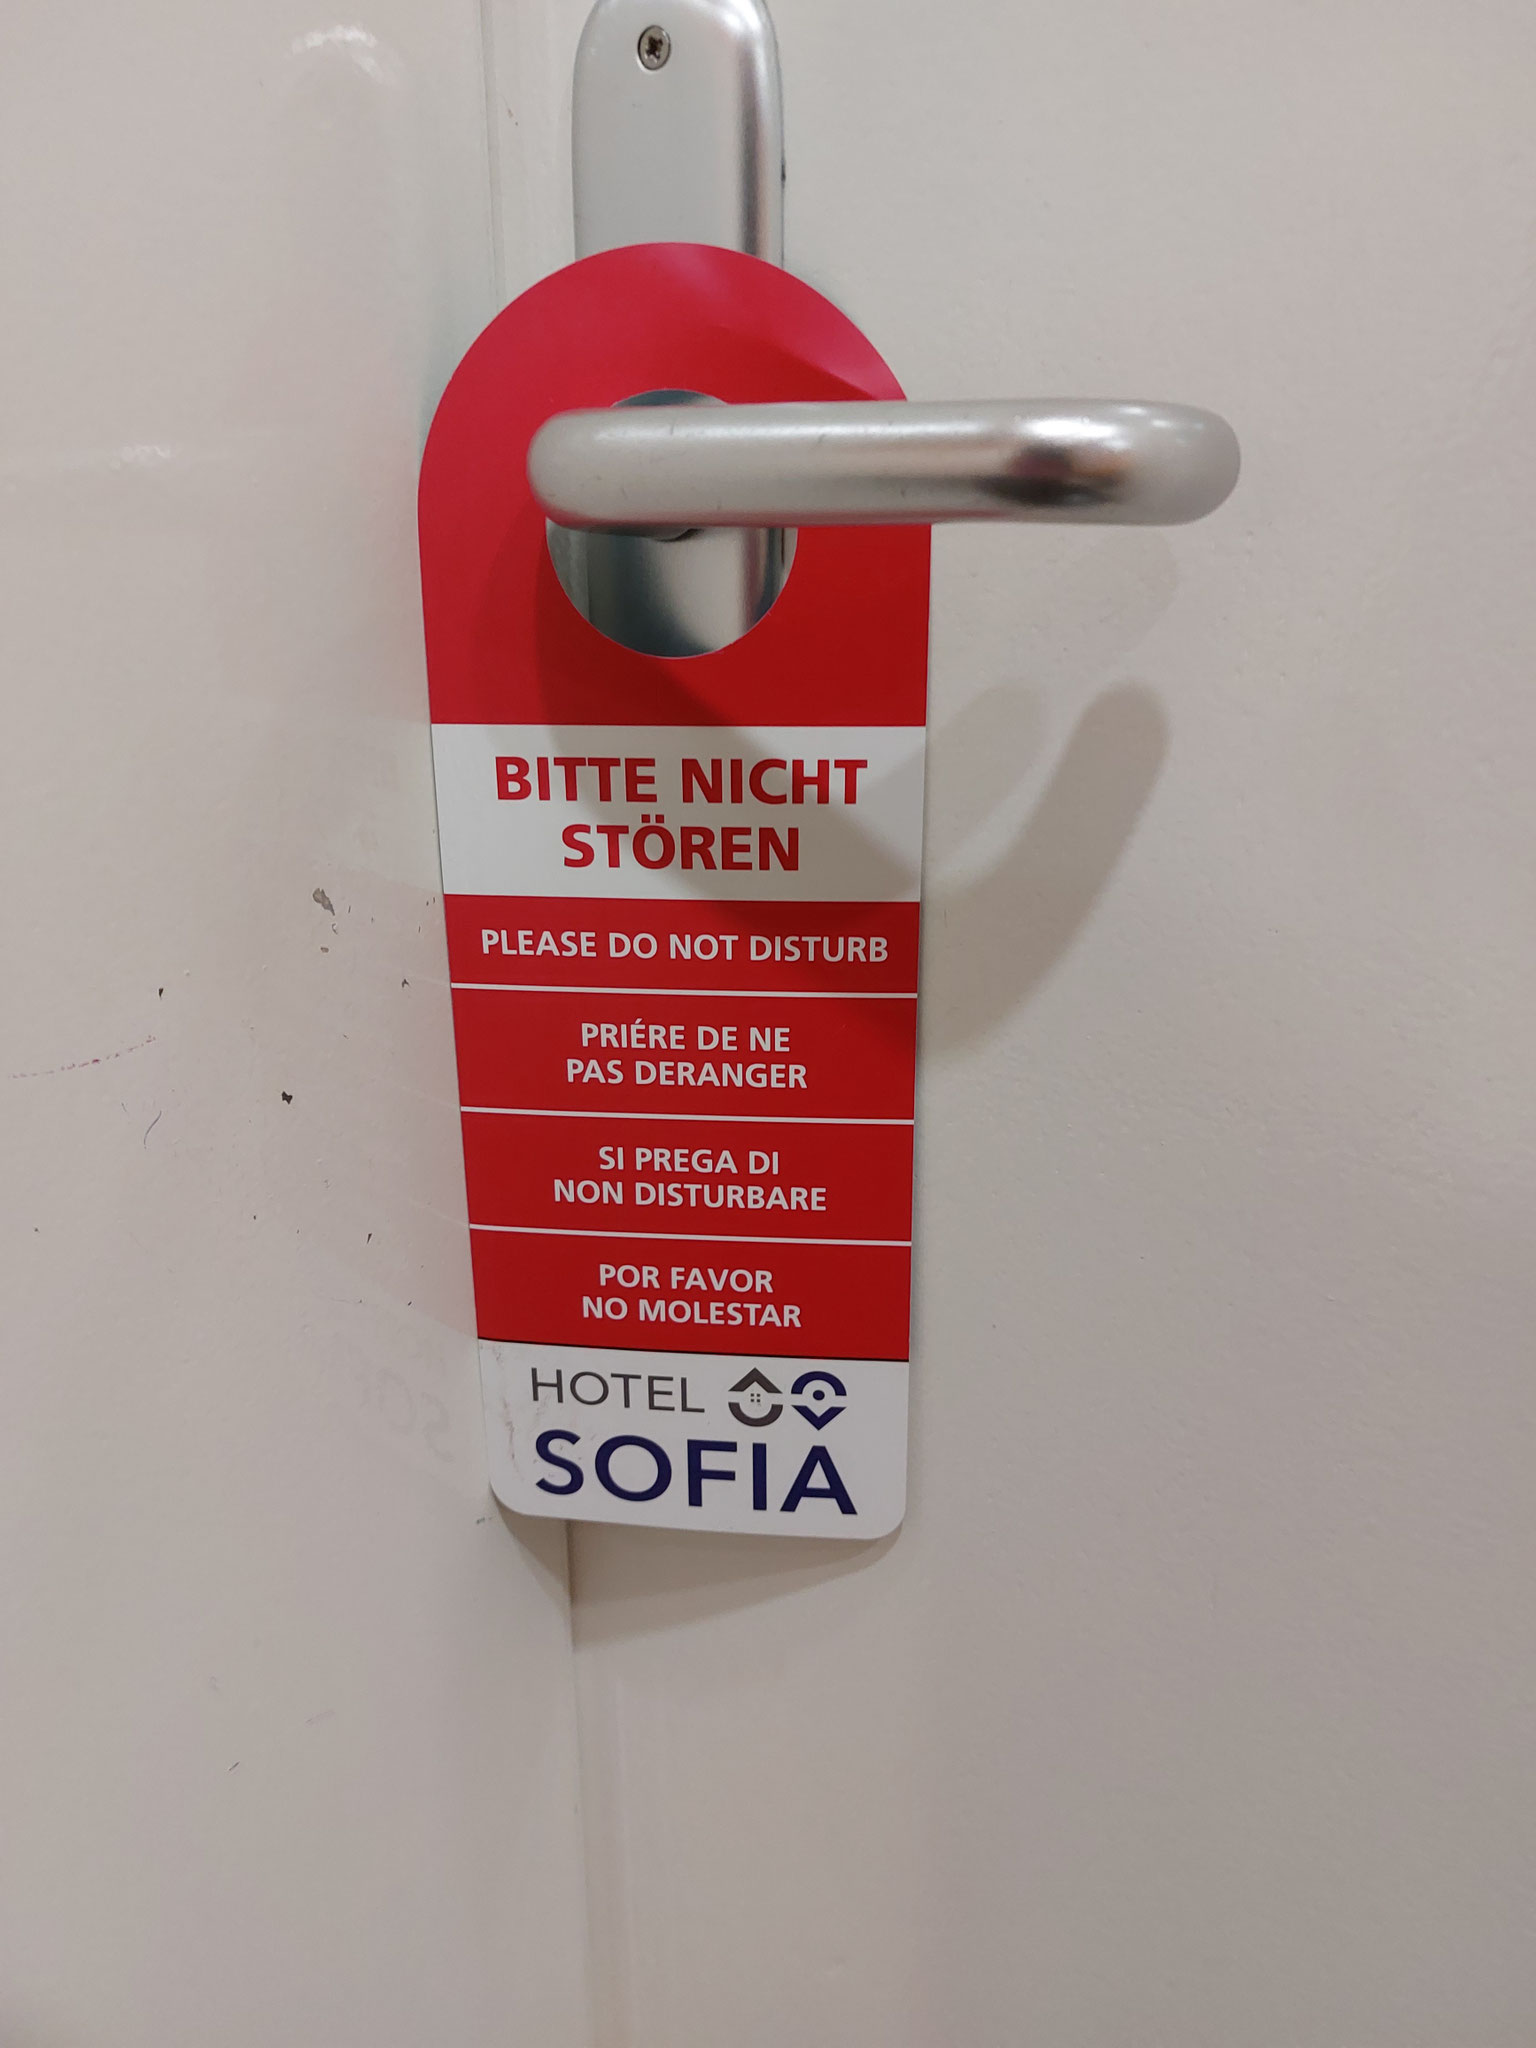 BITTE NICHT
STÖREN
PLEASE DO NOT DISTURB
PRIÉRE DE NE
PAS DERANGER
SI PREGA DI
NON DISTURBARE
POR FAVOR
NO MOLESTAR
HOTEL
SOFIA